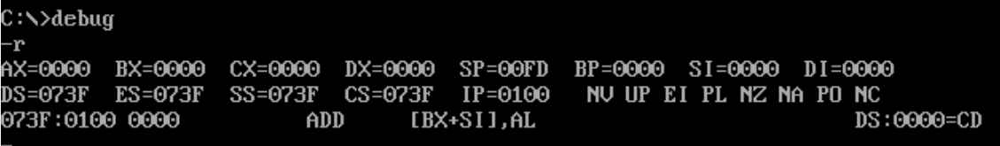 C:\>debug
-r
AX=0000 BX=0000 CX=0000 DX=0000 SP=00FD BP=0000 SI=0000 DI=0000
DS=073F ES=073F SS=073F CS=073F IP=0100 NV UP EI PL NZ NA PO NC
073F:0100 0000 ADD [BX+SI],AL DS:0000=CD
-